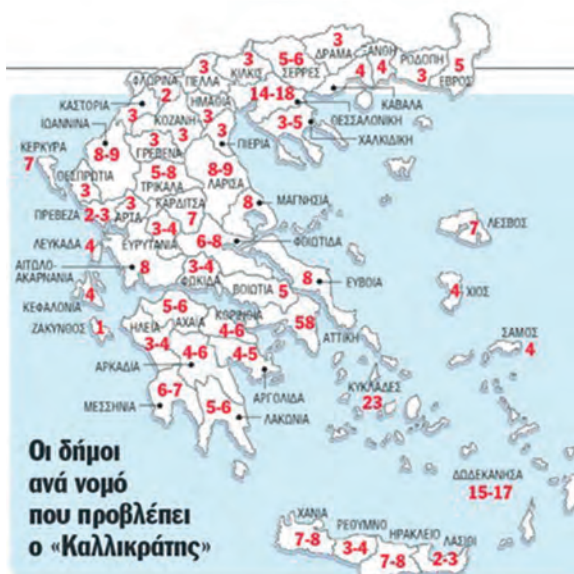 ΔΡΑΜΑ
3
ΞΑΝΘΗ
4
ΡΟΔΟΠΗ
3
5
ΕΒΡΟΣ
5-6
ΣΕΡΡΕΣ
3
ΚΙΛΚΙΣ
3
ΠΕΛΛΑ
ΦΛΩΡΙΝΑ
2
4
ΚΑΒΑΛΑ
14-18
ΘΕΣΣΑΛΟΝΙΚΗ
ΗΜΑΘΙΑ
3
ΚΑΣΤΟΡΙΑ
3
ΚΟΖΑΝΗ
3
3-5
ΧΑΛΚΙΔΙΚΗ
3
ΠΙΕΡΙΑ
ΙΩΑΝΝΙΝΑ
8-9
3
ΓΡΕΒΕΝΑ
ΚΕΡΚΥΡΑ
7
ΘΕΣΠΡΩΤΙΑ
3
5-8
ΤΡΙΚΑΛΑ
8-9
ΛΑΡΙΣΑ
ΚΑΡΔΙΤΣΑ
7
8
ΜΑΓΝΗΣΙΑ
ΠΡΕΒΕΖΑ
2-3
3
ΑΡΤΑ
ΛΕΣΒΟΣ
7
ΛΕΥΚΑΔΑ
4
3-4
ΕΥΡΥΤΑΝΙΑ
6-8
ΦΘΙΩΤΙΔΑ
ΑΙΤΩΛΟ-
ΑΚΑΡΝΑΝΙΑ
8
3-4
ΦΩΚΙΔΑ
ΒΟΙΩΤΙΑ
5
8
ΕΥΒΟΙΑ
4
ΧΙΟΣ
4
ΚΕΦΑΛΟΝΙΑ
ΖΑΚΥΝΘΟΣ
1
5-6
ΑΧΑΪΑ
ΗΛΕΙΑ
3-4
ΚΟΡΙΝΘΙΑ
4-6
58
ΑΤΤΙΚΗ
ΣΑΜΟΣ
4
4-6
ΑΡΚΑΔΙΑ
4-5
ΑΡΓΟΛΙΔΑ
ΚΥΚΛΑΔΕΣ
23
6-7
ΜΕΣΣΗΝΙΑ
5-6
ΛΑΚΩΝΙΑ
ΔΩΔΕΚΑΝΗΣΑ
15-17
Οι δήμοι
ανά νομό
που προβλέπει
ο «Καλλικράτης»
ΧΑΝΙΑ
7-8
ΡΕΘΥΜΝΟ
3-4
ΗΡΑΚΛΕΙΟ
7-8
ΛΑΣΙΘΙ
2-3